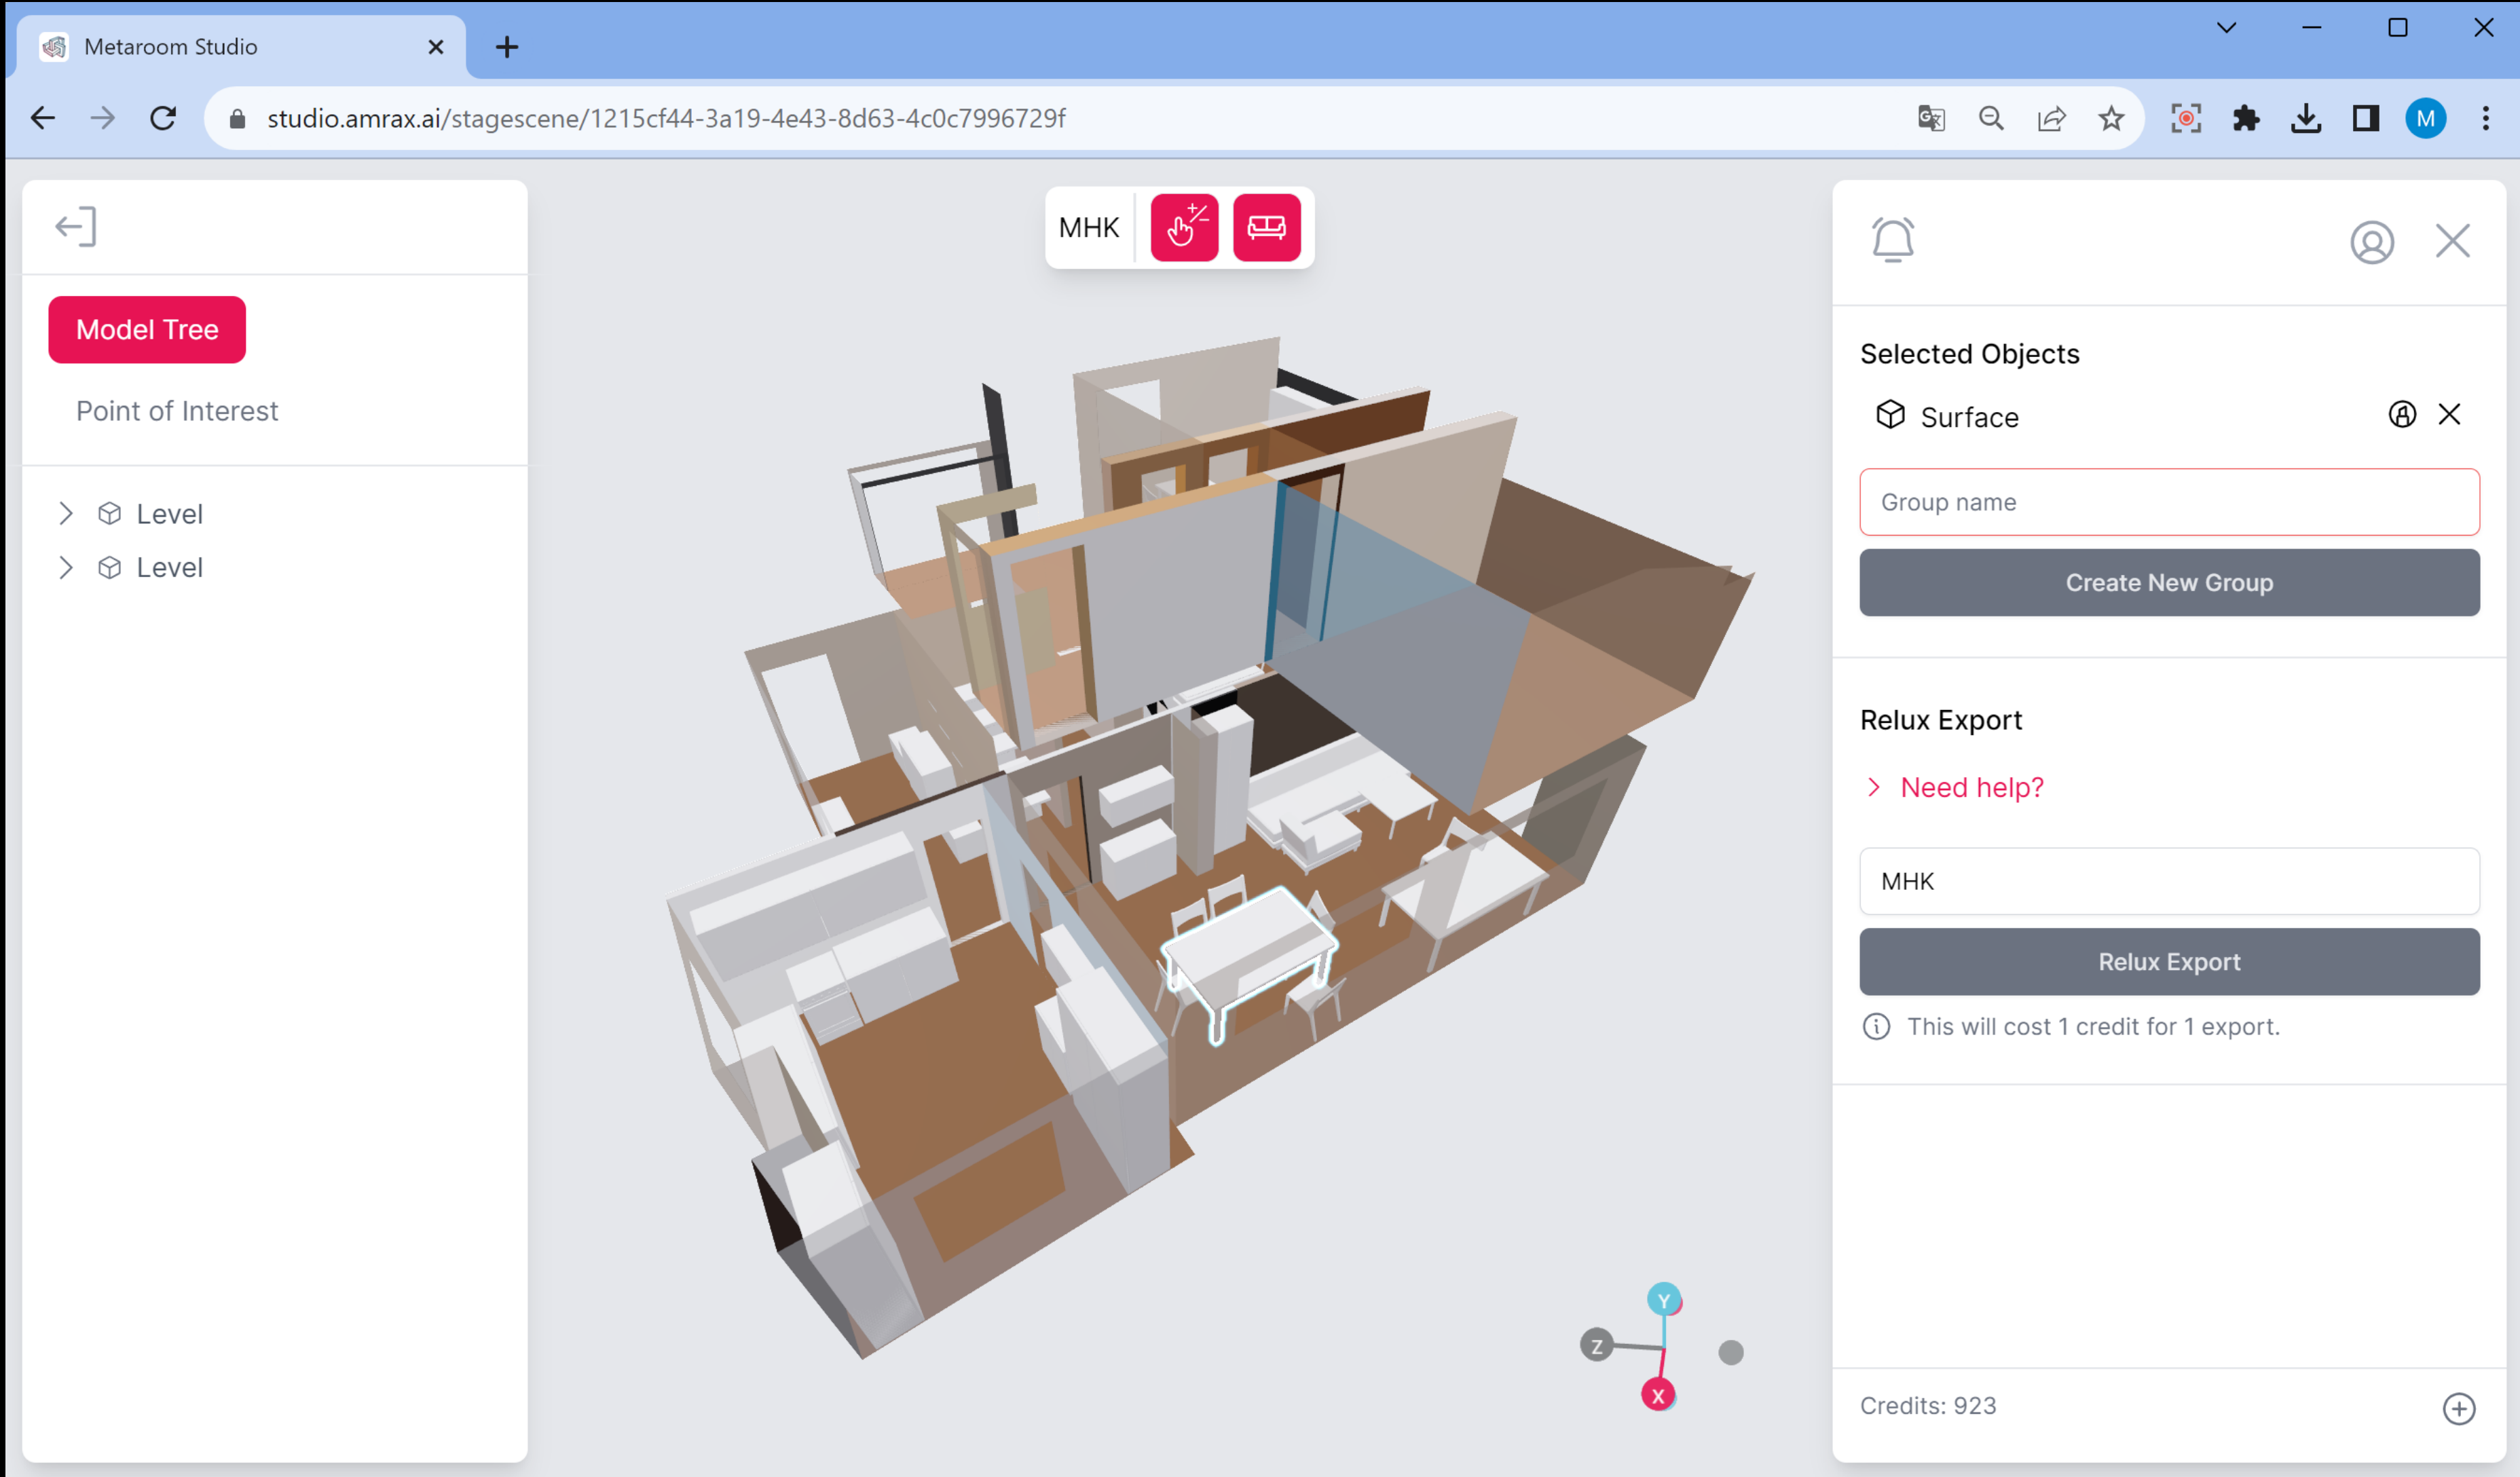 Metaroom Studio
studio.amrax.ai/stagescene/1215cf44-3a19-4e43-8d63-4c0c7996729f
M
MHK
Model Tree
Point of Interest
Level
Level
Selected Objects
Surface
Group name
Create New Group
Relux Export
Need help?
MHK
Relux Export
This will cost 1 credit for 1 export.
Y
Z
X
Credits: 923